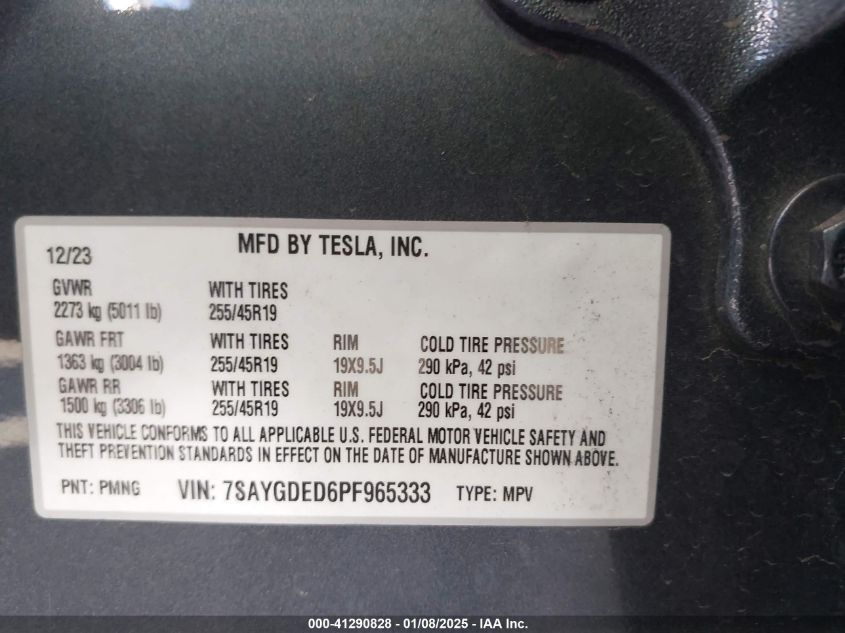 MFD BY TESLA, INC.
12/23
GVWR WITH TIRES
2273 kg (5011 lb) 255/45R19
GAWR FRT WITH TIRES RIM COLD TIRE PRESSURE
1363 kg (3004 lb) 255/45R19 19X9.5J 290 kPa, 42 psi
GAWR RR WITH TIRES RIM COLD TIRE PRESSURE
1500 kg (3306 lb) 255/45R19 19X9.5J 290 kPa, 42 psi
THIS VEHICLE CONFORMS TO ALL APPLICABLE U.S. FEDERAL MOTOR VEHICLE SAFETY AND
THEFT PREVENTION STANDARDS IN EFFECT ON THE DATE OF MANUFACTURE SHOWN ABOVE.
PNT: PMNG VIN: 7SAYGDED6PF965333 TYPE: MPV
000-41290828 - 01/08/2025 - IAA Inc.